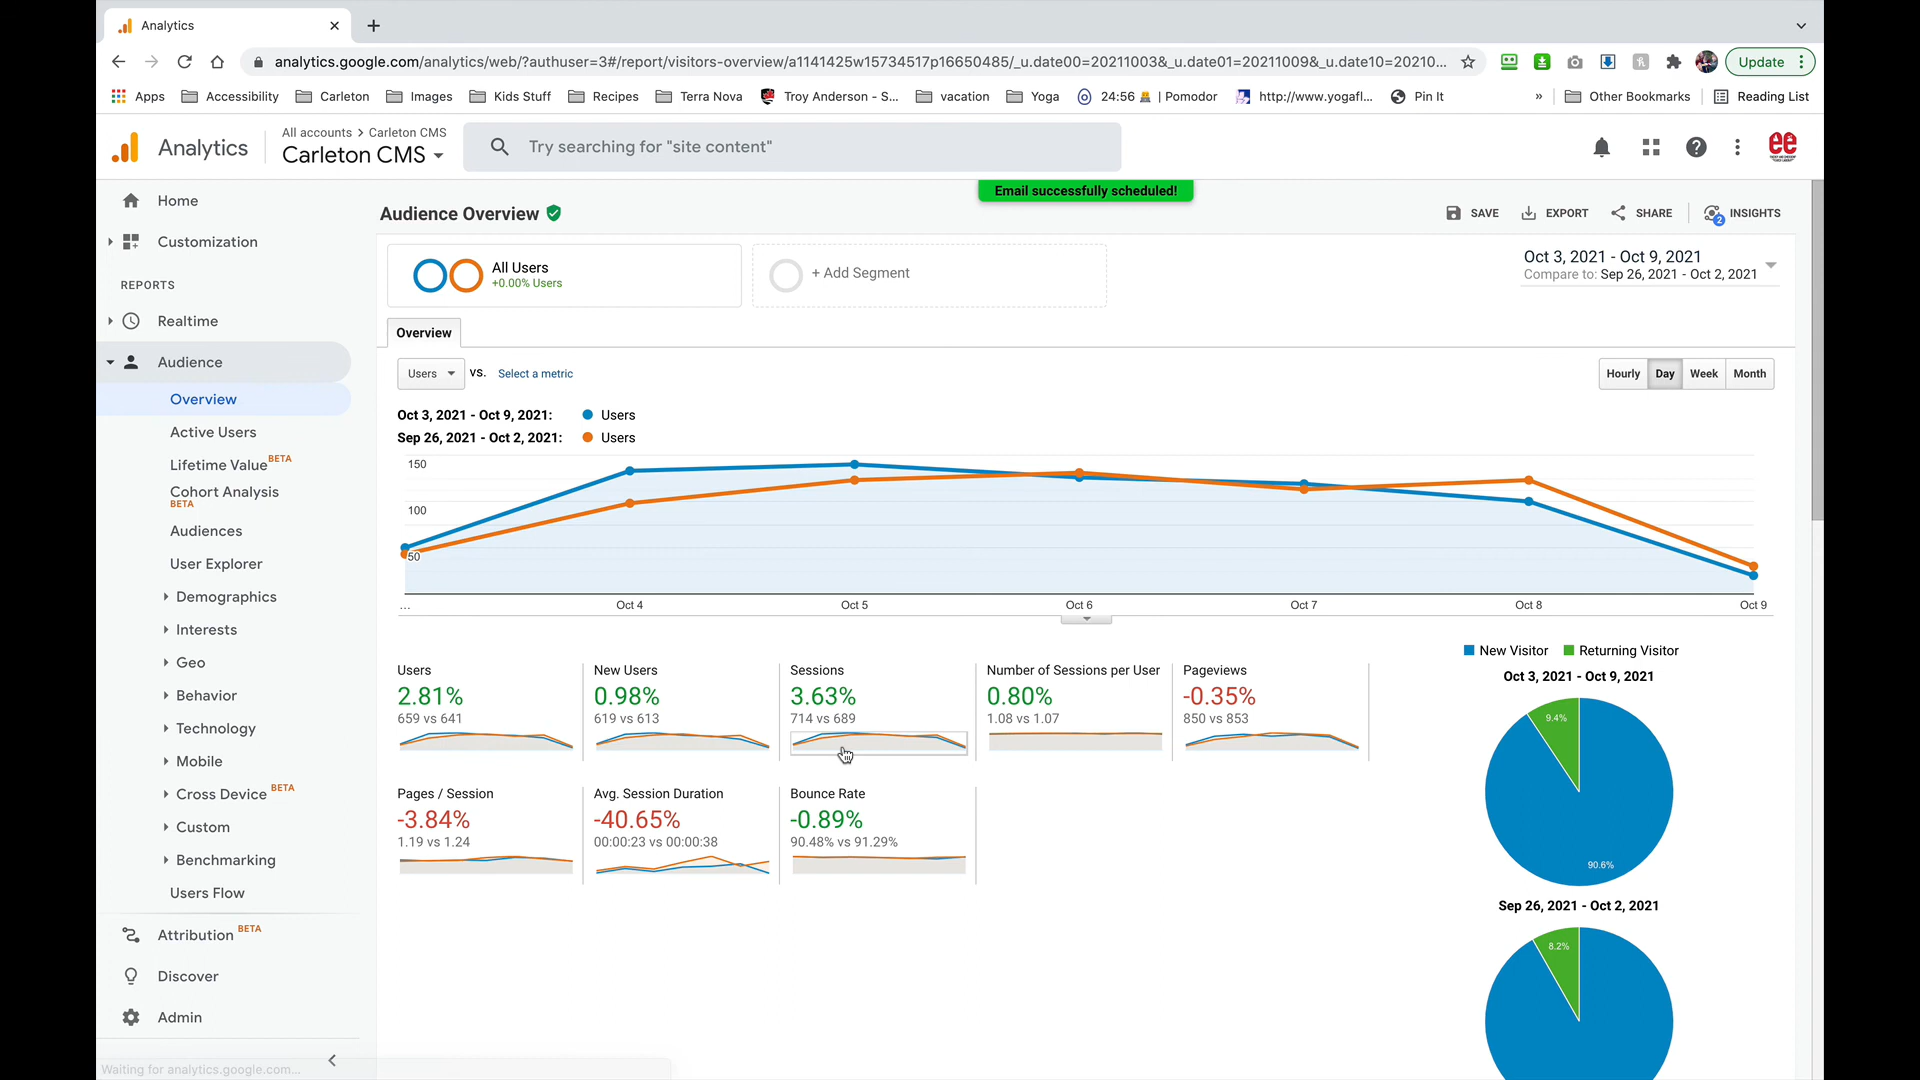 Analytics
analytics.google.com/analytics/web/?authuser=3#/report/visitors-overview/a1141425w15734517p16650485/_u.date00=20211003&_u.date01=20211009&_u.date10=20210...
Update
Apps
Accessibility
Carleton
Images
Kids Stuff
Recipes
Terra Nova
Troy Anderson - S...
vacation
Yoga
24:56 | Pomodor
http://www.yogafl...
Pin It
»
Other Bookmarks
Reading List
Analytics
All accounts > Carleton CMS
Carleton CMS
Try searching for "site content"
ee
Email successfully scheduled!
Home
Customization
REPORTS
Realtime
Audience
Overview
Active Users
Lifetime Value BETA
Cohort Analysis
BETA
Audiences
User Explorer
Demographics
Interests
Geo
Behavior
Technology
Mobile
Cross Device BETA
Custom
Benchmarking
Users Flow
Attribution BETA
Discover
Admin
Waiting for analytics.google.com...
Audience Overview
SAVE
EXPORT
SHARE
2
INSIGHTS
All Users
+0.00% Users
+ Add Segment
Oct 3, 2021 - Oct 9, 2021
Compare to: Sep 26, 2021 - Oct 2, 2021
Overview
Users
VS.
Select a metric
Hourly
Day
Week
Month
Oct 3, 2021 - Oct 9, 2021: Users
Sep 26, 2021 - Oct 2, 2021: Users
150
100
50
...
Oct 4
Oct 5
Oct 6
Oct 7
Oct 8
Oct 9
Users
2.81%
659 vs 641
New Users
0.98%
619 vs 613
Sessions
3.63%
714 vs 689
Number of Sessions per User
0.80%
1.08 vs 1.07
Pageviews
-0.35%
850 vs 853
Pages / Session
-3.84%
1.19 vs 1.24
Avg. Session Duration
-40.65%
00:00:23 vs 00:00:38
Bounce Rate
-0.89%
90.48% vs 91.29%
New Visitor
Returning Visitor
Oct 3, 2021 - Oct 9, 2021
9.4%
90.6%
Sep 26, 2021 - Oct 2, 2021
8.2%